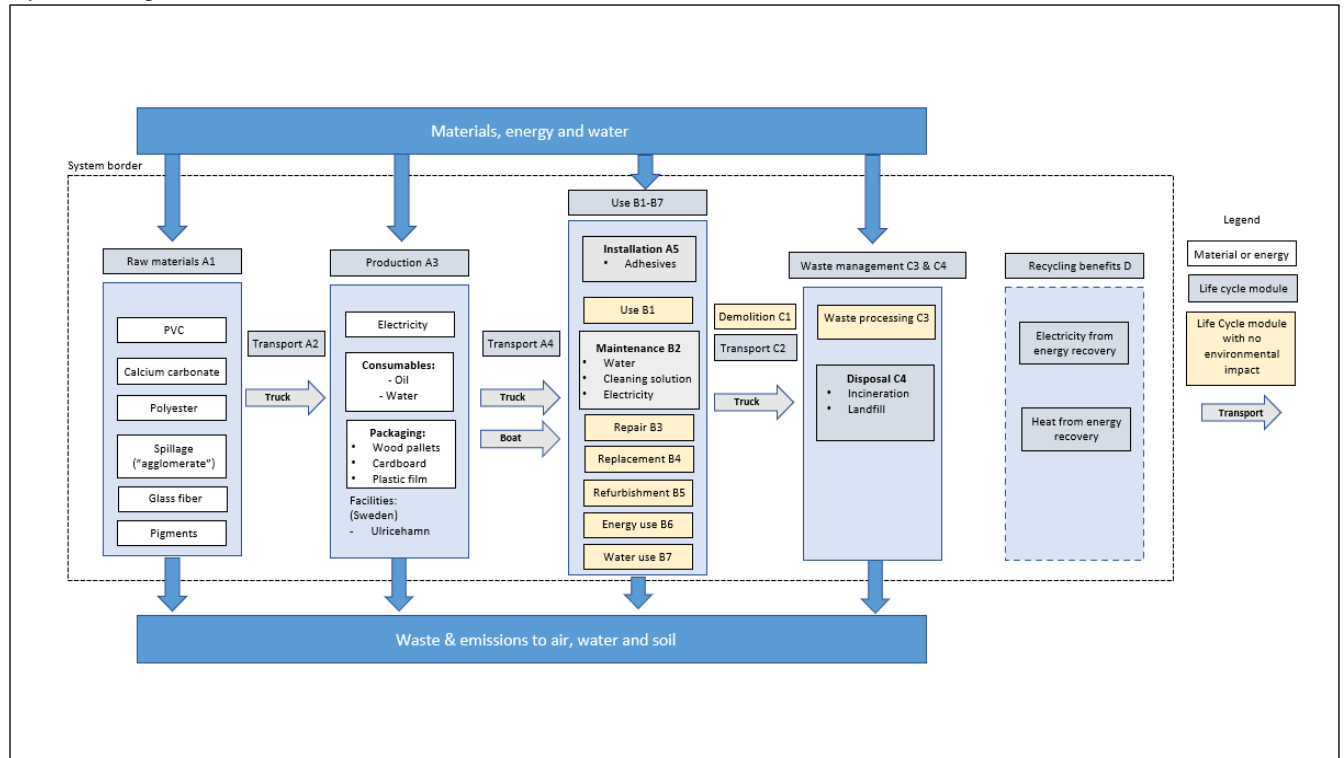 Materials, energy and water
System border
Use B1-B7
Raw materials A1
PVC
Calcium carbonate
Polyester
Spillage
(“agglomerate”)
Glass fiber
Pigments
Transport A2
Truck
Production A3
Electricity
Consumables:
- Oil
- Water
Packaging:
• Wood pallets
• Cardboard
• Plastic film
Facilities:
(Sweden)
- Ulricehamn
Transport A4
Truck
Boat
Installation A5
• Adhesives
Use B1
Maintenance B2
• Water
• Cleaning solution
• Electricity
Repair B3
Replacement B4
Refurbishment B5
Energy use B6
Water use B7
Demolition C1
Transport C2
Truck
Waste management C3 & C4
Waste processing C3
Disposal C4
• Incineration
• Landfill
Recycling benefits D
Electricity from
energy recovery
Heat from energy
recovery
Legend
Material or energy
Life cycle module
Life Cycle module
with no
environmental
impact
Transport
Waste & emissions to air, water and soil